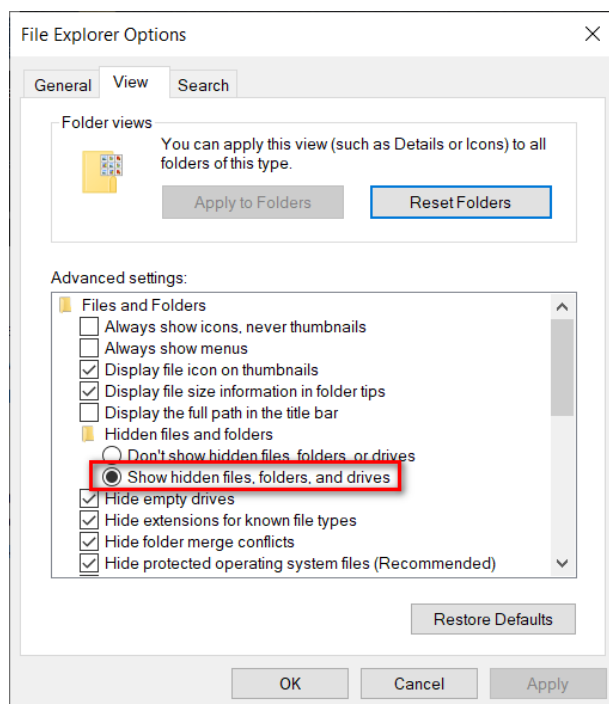 File Explorer Options
General View Search
Folder views
You can apply this view (such as Details or Icons) to all
folders of this type.
Apply to Folders Reset Folders
Advanced settings:
Files and Folders
Always show icons, never thumbnails
Always show menus
Display file icon on thumbnails
Display file size information in folder tips
Display the full path in the title bar
Hidden files and folders
Don't show hidden files, folders, or drives
Show hidden files, folders, and drives
Hide empty drives
Hide extensions for known file types
Hide folder merge conflicts
Hide protected operating system files (Recommended)
Restore Defaults
OK Cancel Apply